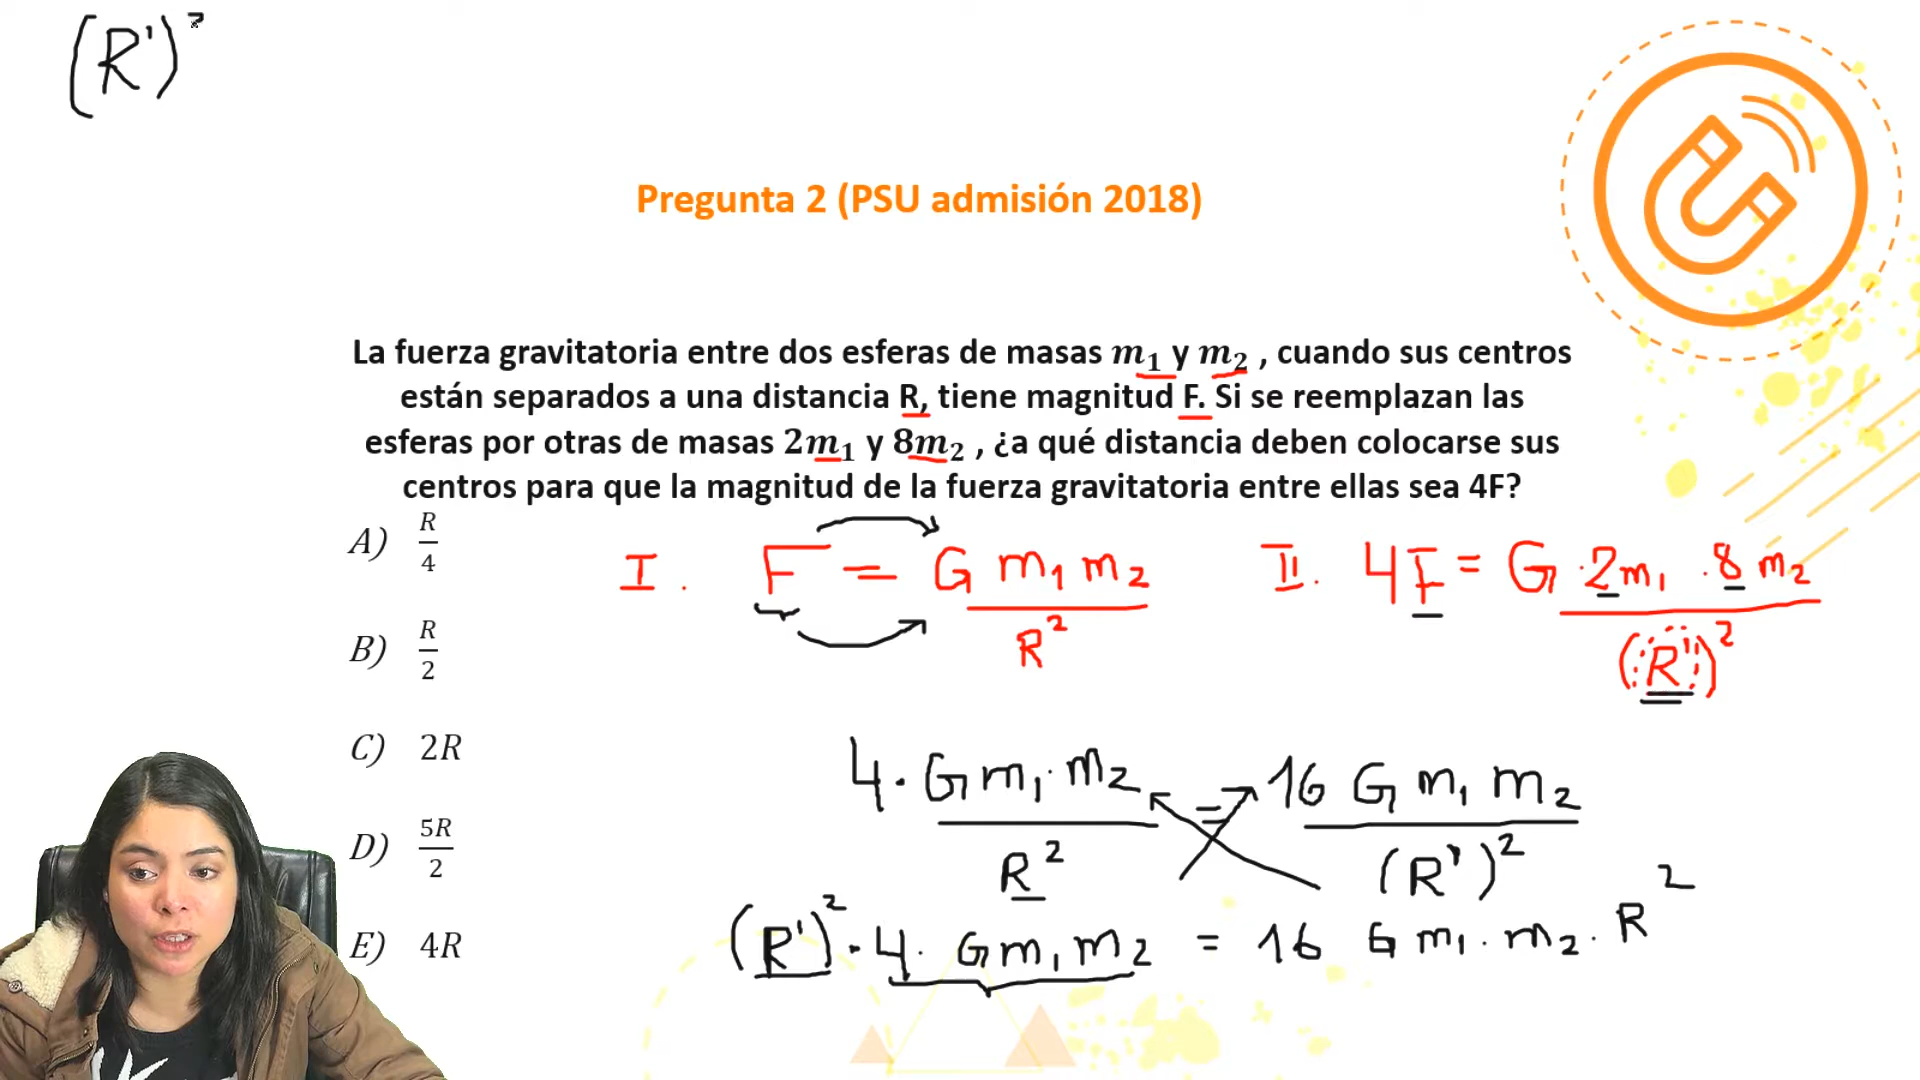 (R')²
Pregunta 2 (PSU admisión 2018)
La fuerza gravitatoria entre dos esferas de masas m₁ y m₂ , cuando sus centros
están separados a una distancia R, tiene magnitud F. Si se reemplazan las
esferas por otras de masas 2m₁ y 8m₂ , ¿a qué distancia deben colocarse sus
centros para que la magnitud de la fuerza gravitatoria entre ellas sea 4F?
A) R/4
B) R/2
C) 2R
D) 5R/2
E) 4R
I. F = G m₁ m₂ / R²
II. 4F = G · 2m₁ · 8 m₂ / (R')²
4 · G m₁ · m₂ / R² = 16 G m₁ m₂ / (R')²
(R')² · 4 · G m₁ m₂ = 16 G m₁ · m₂ · R²